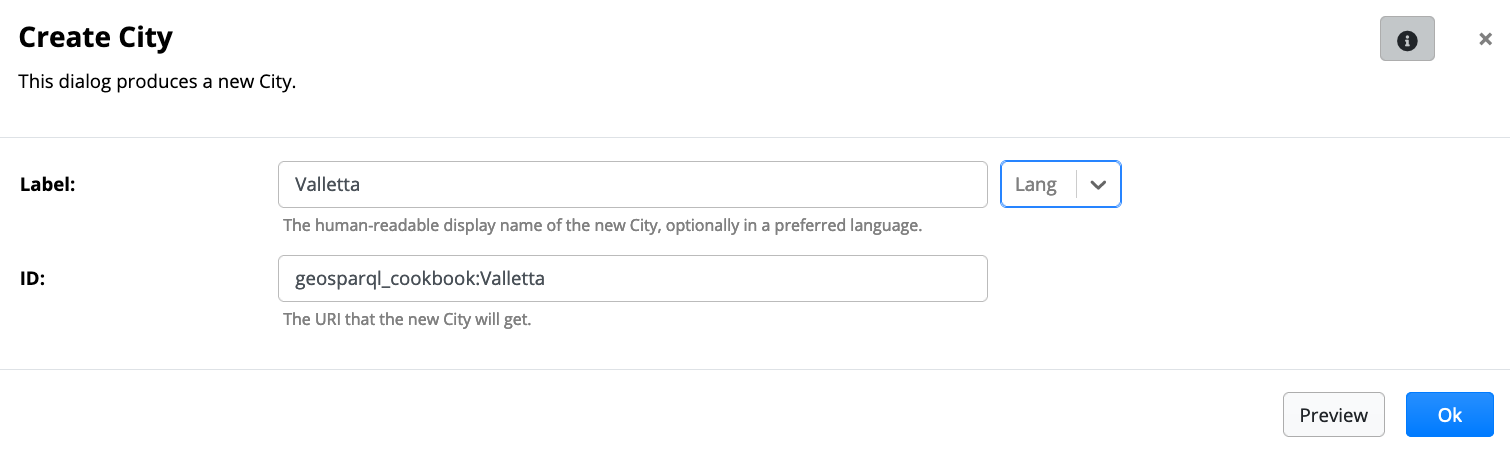 Create City
This dialog produces a new City.
Label:
Valletta
Lang
The human-readable display name of the new City, optionally in a preferred language.
ID:
geosparql_cookbook:Valletta
The URI that the new City will get.
Preview
Ok